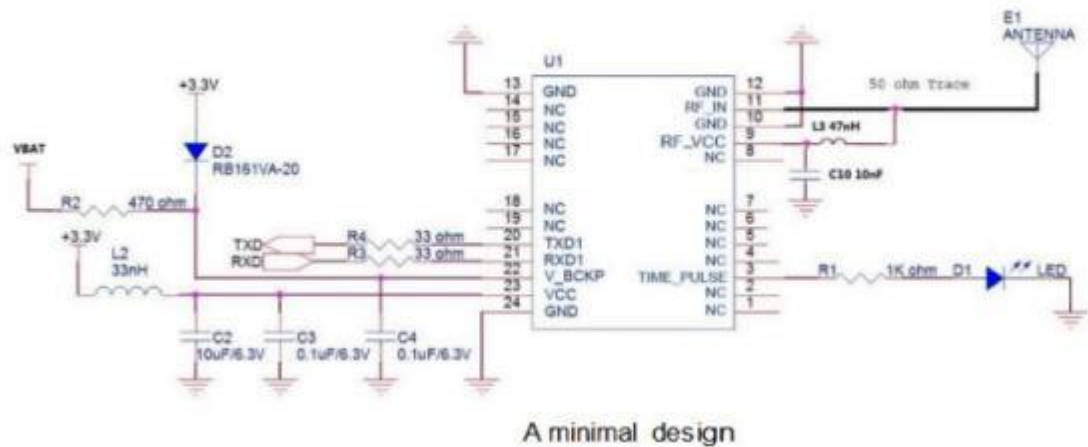 E1
ANTENNA
U1
+3.3V
13 GND
14 NC
15 NC
16 NC
17 NC
GND 12
RF_IN 11
GND 10
RF_VCC 9
NC 8
50 ohm Trace
L3 47nH
C10 10nF
VBAT
D2
RB161VA-20
R2 470 ohm
+3.3V
L2
33nH
18 NC
19 NC
TXD R4 33 ohm 20 TXD1
RXD R3 33 ohm 21 RXD1
22 V_BCKP
23 VCC
24 GND
NC 7
NC 6
NC 5
NC 4
TIME_PULSE 3
NC 2
NC 1
R1 1K ohm D1 LED
C2
10uF/6.3V
C3
0.1uF/6.3V
C4
0.1uF/6.3V
A minimal design